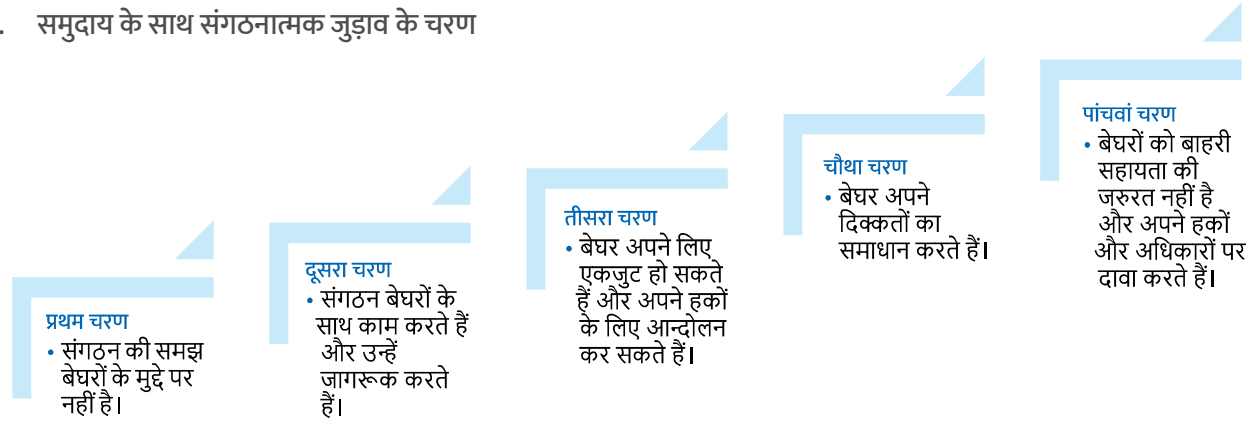 . समुदाय के साथ संगठनात्मक जुड़ाव के चरण
प्रथम चरण
• संगठन की समझ
बेघरों के मुद्दे पर
नहीं है।
दूसरा चरण
• संगठन बेघरों के
साथ काम करते हैं
और उन्हें
जागरूक करते
हैं।
तीसरा चरण
• बेघर अपने लिए
एकजुट हो सकते
हैं और अपने हकों
के लिए आन्दोलन
कर सकते हैं।
चौथा चरण
• बेघर अपने
दिक्कतों का
समाधान करते हैं।
पांचवां चरण
• बेघरों को बाहरी
सहायता की
जरुरत नहीं है
और अपने हकों
और अधिकारों पर
दावा करते हैं।